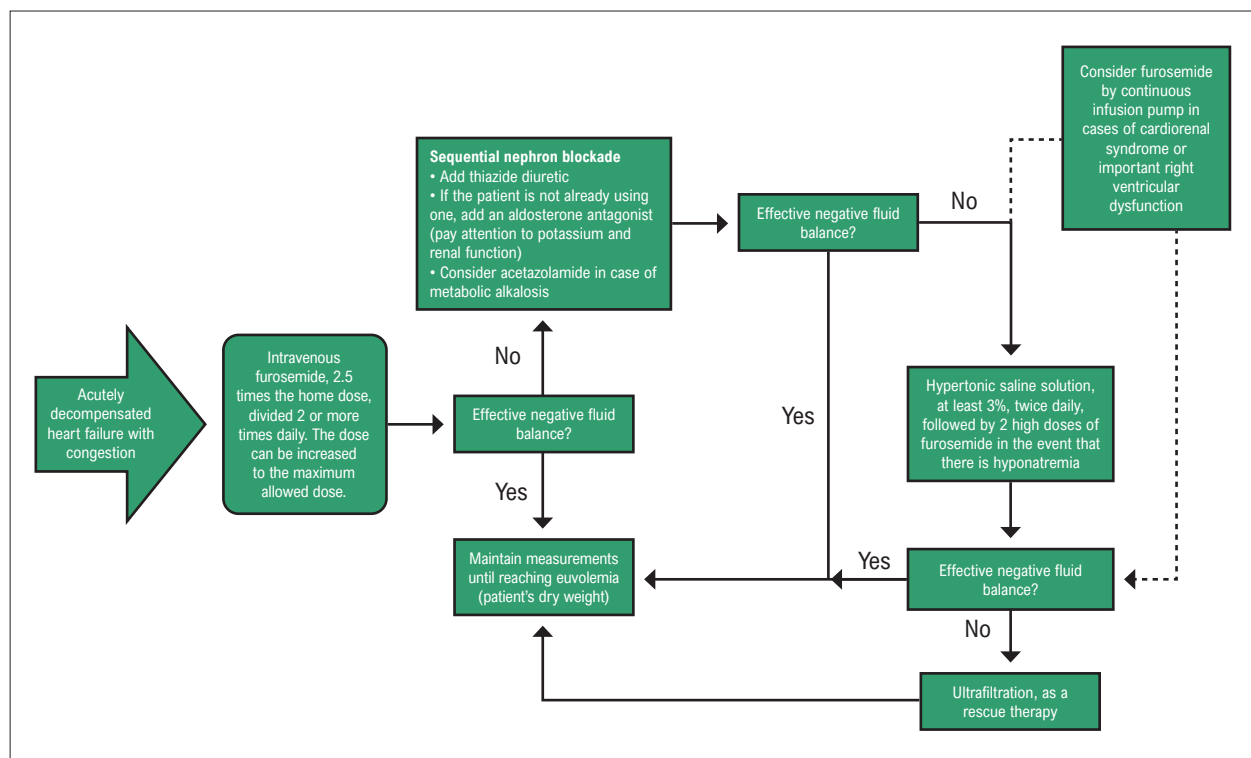 Acutely
decompensated
heart failure with
congestion
Intravenous
furosemide, 2.5
times the home dose,
divided 2 or more
times daily. The dose
can be increased
to the maximum
allowed dose.
Effective negative fluid
balance?
No
Sequential nephron blockade
• Add thiazide diuretic
• If the patient is not already using
one, add an aldosterone antagonist
(pay attention to potassium and
renal function)
• Consider acetazolamide in case of
metabolic alkalosis
Yes
Maintain measurements
until reaching euvolemia
(patient's dry weight)
Effective negative fluid
balance?
No
Yes
Consider furosemide
by continuous
infusion pump in
cases of cardiorenal
syndrome or
important right
ventricular
dysfunction
Hypertonic saline solution,
at least 3%, twice daily,
followed by 2 high doses of
furosemide in the event that
there is hyponatremia
Effective negative fluid
balance?
Yes
No
Ultrafiltration, as a
rescue therapy